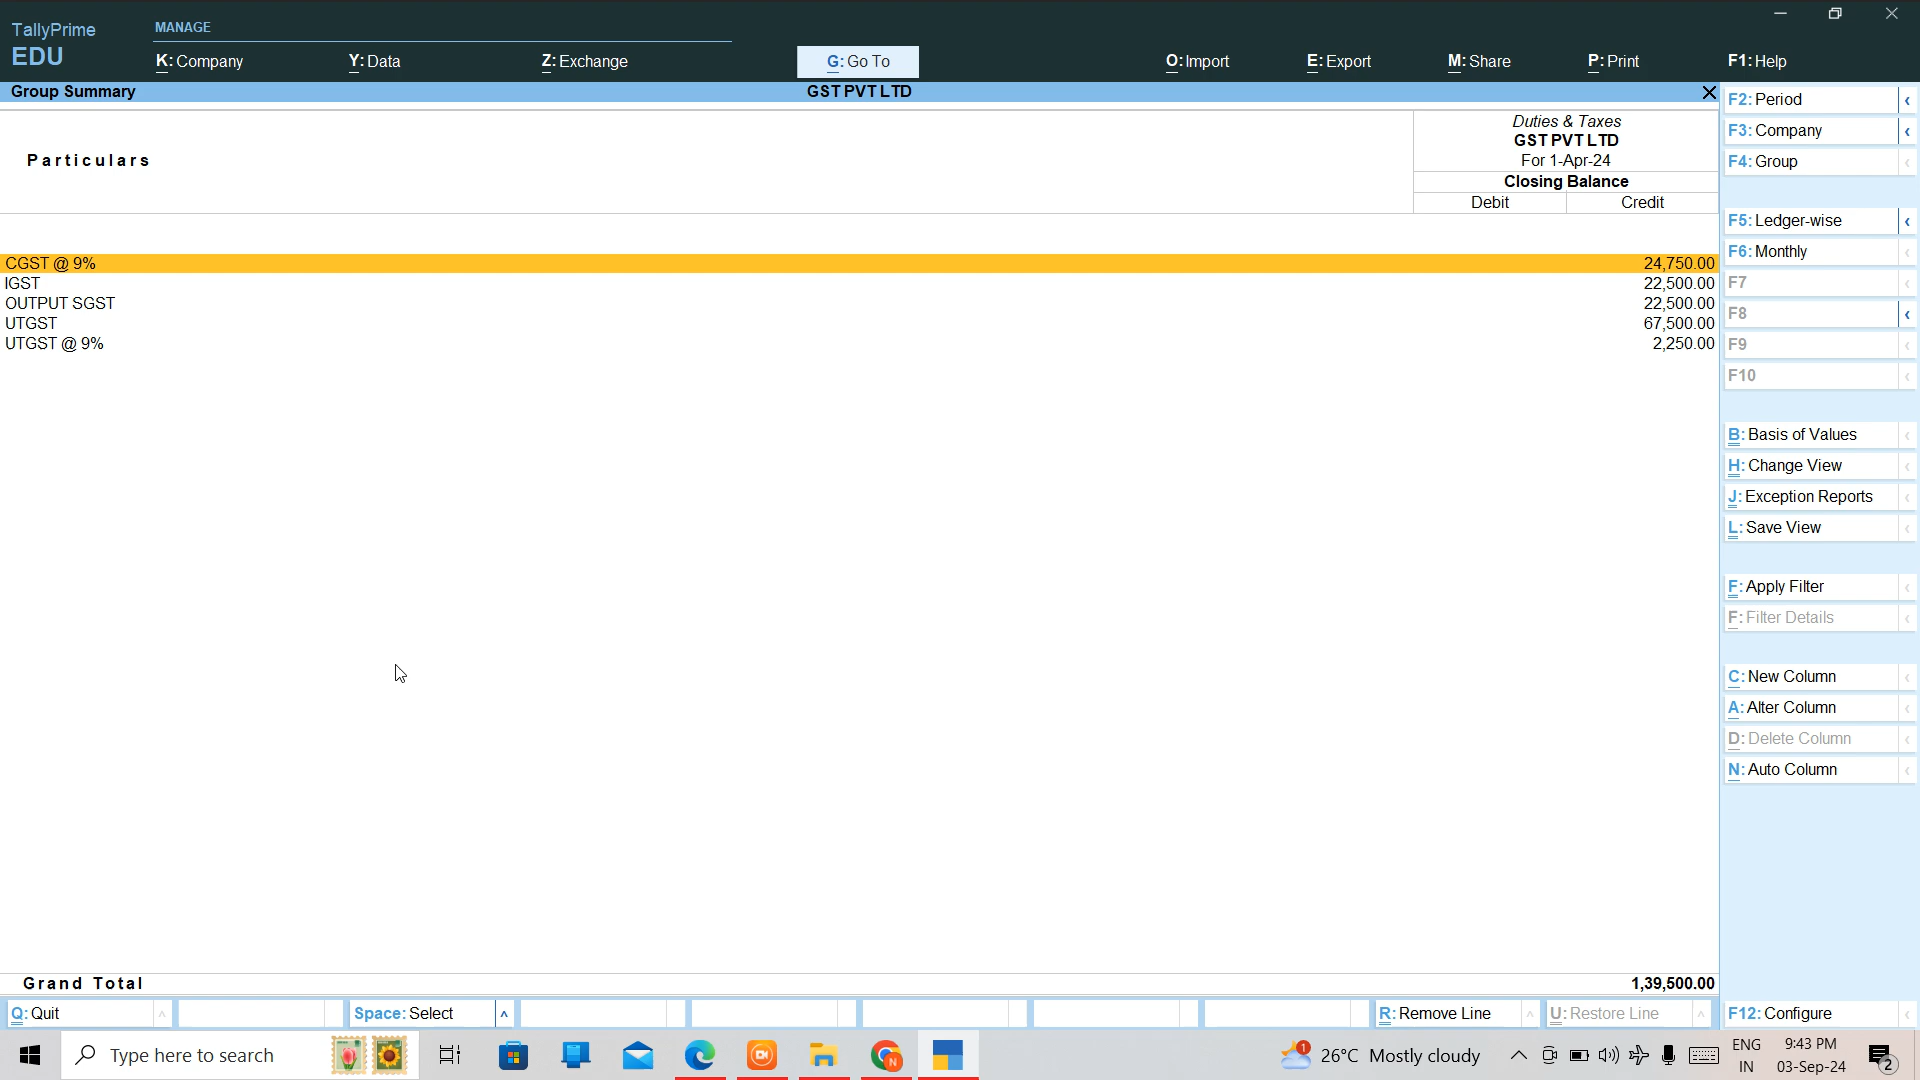 TallyPrime
EDU
MANAGE
K: Company
Y: Data
Z: Exchange
G: Go To
O: Import
E: Export
M: Share
P: Print
F1: Help
Group Summary
GST PVT LTD
Particulars
Duties & Taxes
GST PVT LTD
For 1-Apr-24
Closing Balance
Debit Credit
CGST @ 9% 24,750.00
IGST 22,500.00
OUTPUT SGST 22,500.00
UTGST 67,500.00
UTGST @ 9% 2,250.00
Grand Total 1,39,500.00
F2: Period
F3: Company
F4: Group
F5: Ledger-wise
F6: Monthly
F7
F8
F9
F10
B: Basis of Values
H: Change View
J: Exception Reports
L: Save View
F: Apply Filter
F: Filter Details
C: New Column
A: Alter Column
D: Delete Column
N: Auto Column
Q: Quit
Space: Select
R: Remove Line
U: Restore Line
F12: Configure
Type here to search
1
N
26°C Mostly cloudy
ENG
IN
9:43 PM
03-Sep-24
2